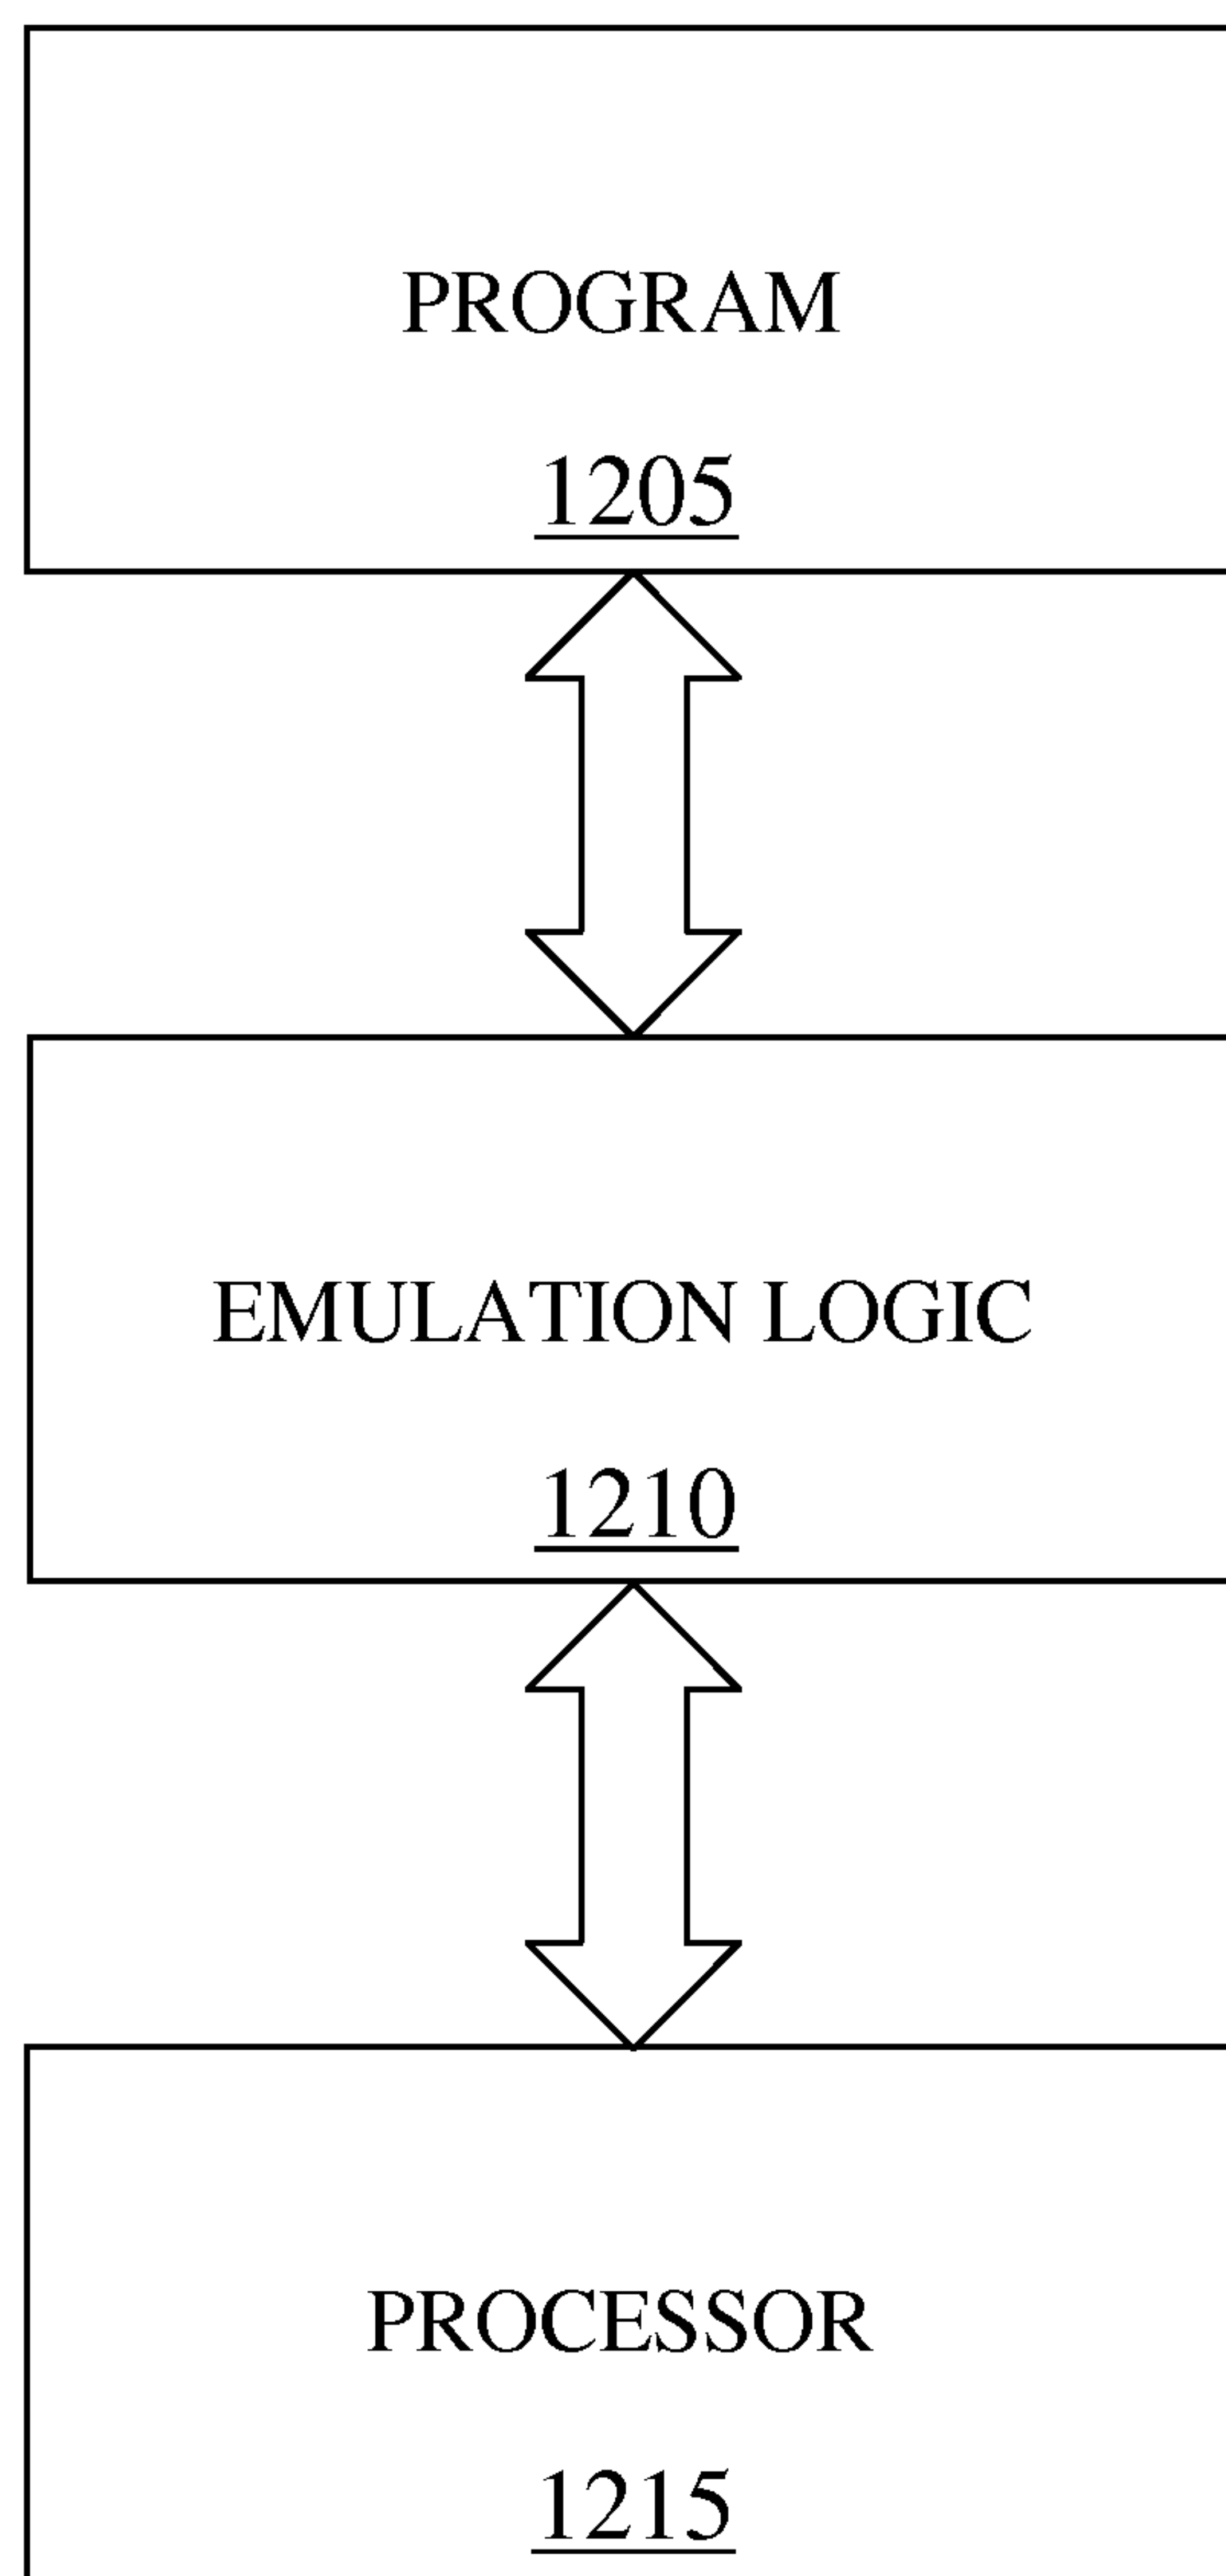 PROGRAM
1205
EMULATION LOGIC
1210
PROCESSOR
1215